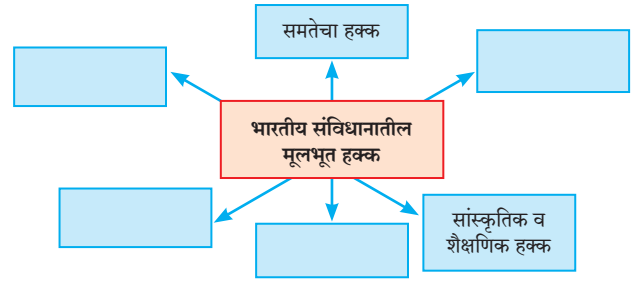 समतेचा हक्क
भारतीय संविधानातील
मूलभूत हक्क
सांस्कृतिक व
शैक्षणिक हक्क